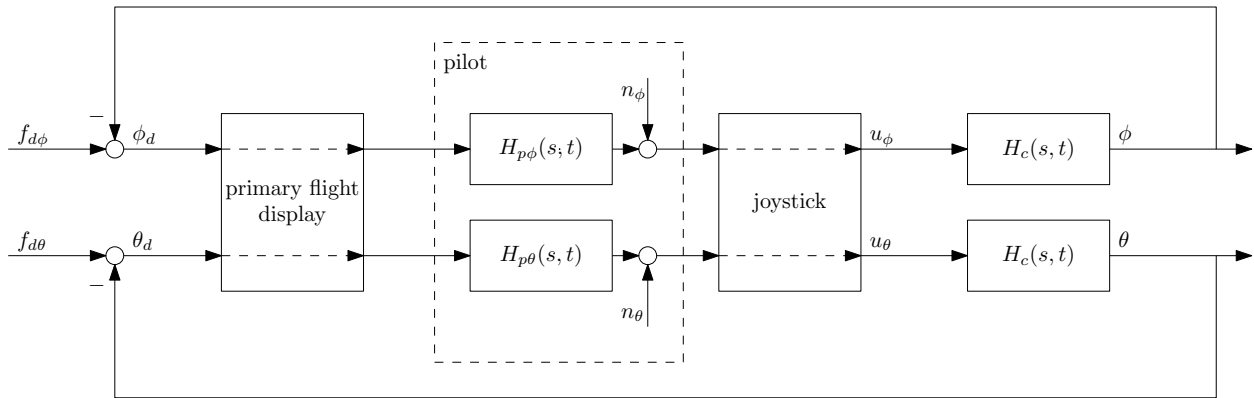 pilot
n_ϕ
−
f_{dϕ}
ϕ_d
H_{pϕ}(s,t)
u_ϕ
H_c(s,t)
ϕ
primary flight
display
joystick
f_{dθ}
θ_d
H_{pθ}(s,t)
u_θ
H_c(s,t)
θ
−
n_θ